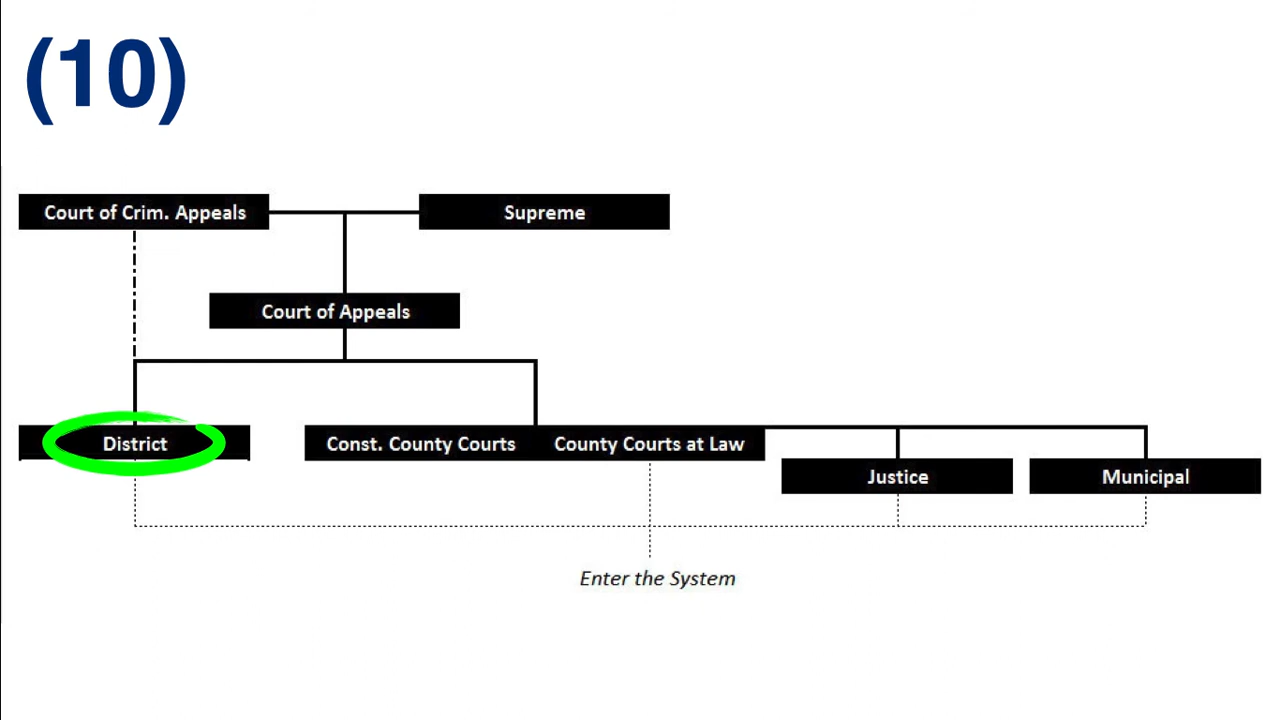 (10)
Court of Crim. Appeals
Supreme
Court of Appeals
District
Const. County Courts
County Courts at Law
Justice
Municipal
Enter the System